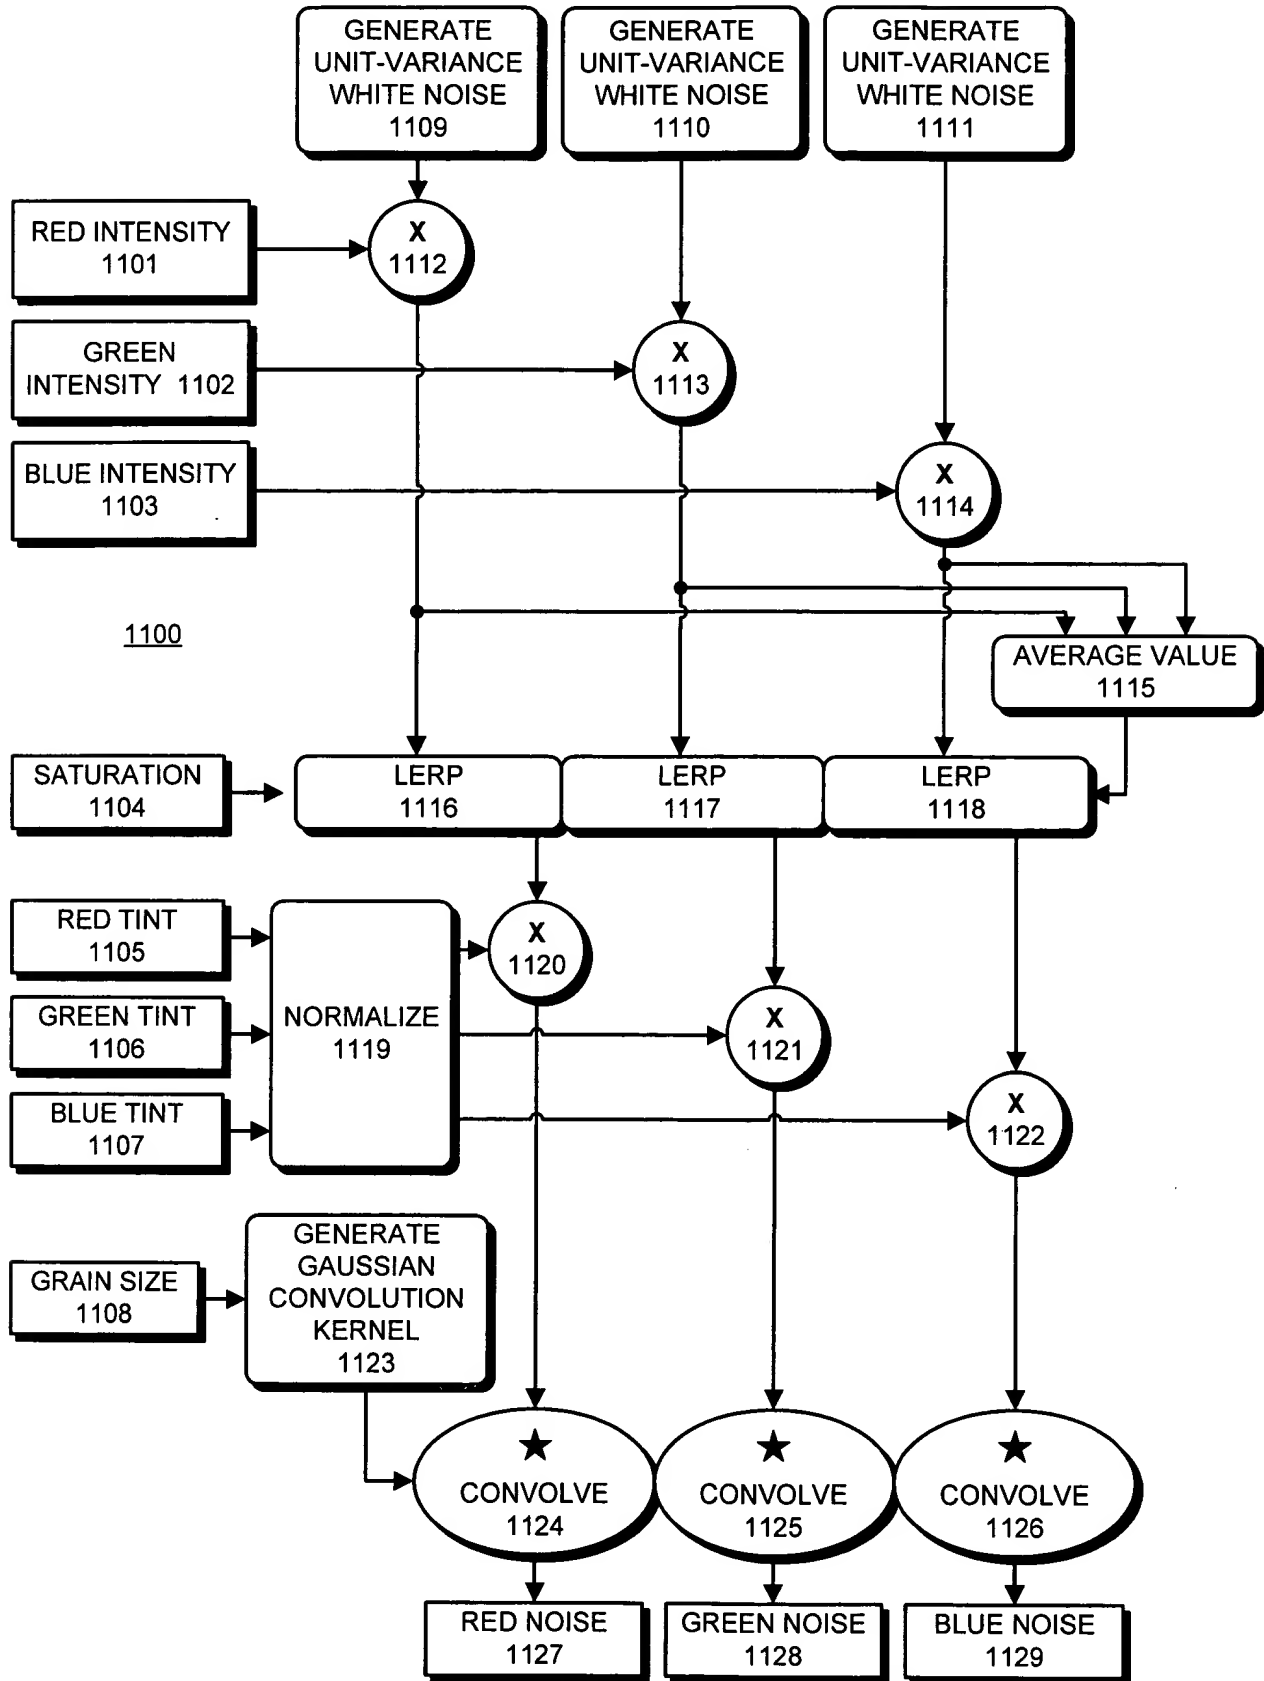 GENERATE
UNIT-VARIANCE
WHITE NOISE
1109
GENERATE
UNIT-VARIANCE
WHITE NOISE
1110
GENERATE
UNIT-VARIANCE
WHITE NOISE
1111
RED INTENSITY
1101
X
1112
GREEN
INTENSITY 1102
X
1113
BLUE INTENSITY
1103
X
1114
1100
AVERAGE VALUE
1115
SATURATION
1104
LERP
1116
LERP
1117
LERP
1118
RED TINT
1105
GREEN TINT
1106
BLUE TINT
1107
NORMALIZE
1119
X
1120
X
1121
X
1122
GRAIN SIZE
1108
GENERATE
GAUSSIAN
CONVOLUTION
KERNEL
1123
CONVOLVE
1124
CONVOLVE
1125
CONVOLVE
1126
RED NOISE
1127
GREEN NOISE
1128
BLUE NOISE
1129